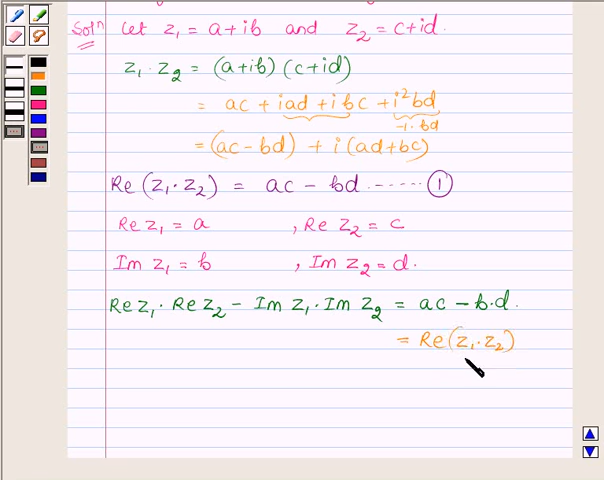 Solⁿ Let z₁ = a + ib and z₂ = c + id.
z₁ · z₂ = (a+ib) (c+id)
= ac + iad + ibc + i²bd
-1·bd
= (ac - bd) + i (ad + bc)
Re (z₁ · z₂) = ac - bd ------ ①
Re z₁ = a , Re z₂ = c
Im z₁ = b , Im z₂ = d.
Re z₁ · Re z₂ - Im z₁ · Im z₂ = ac - b·d.
= Re (z₁ · z₂)